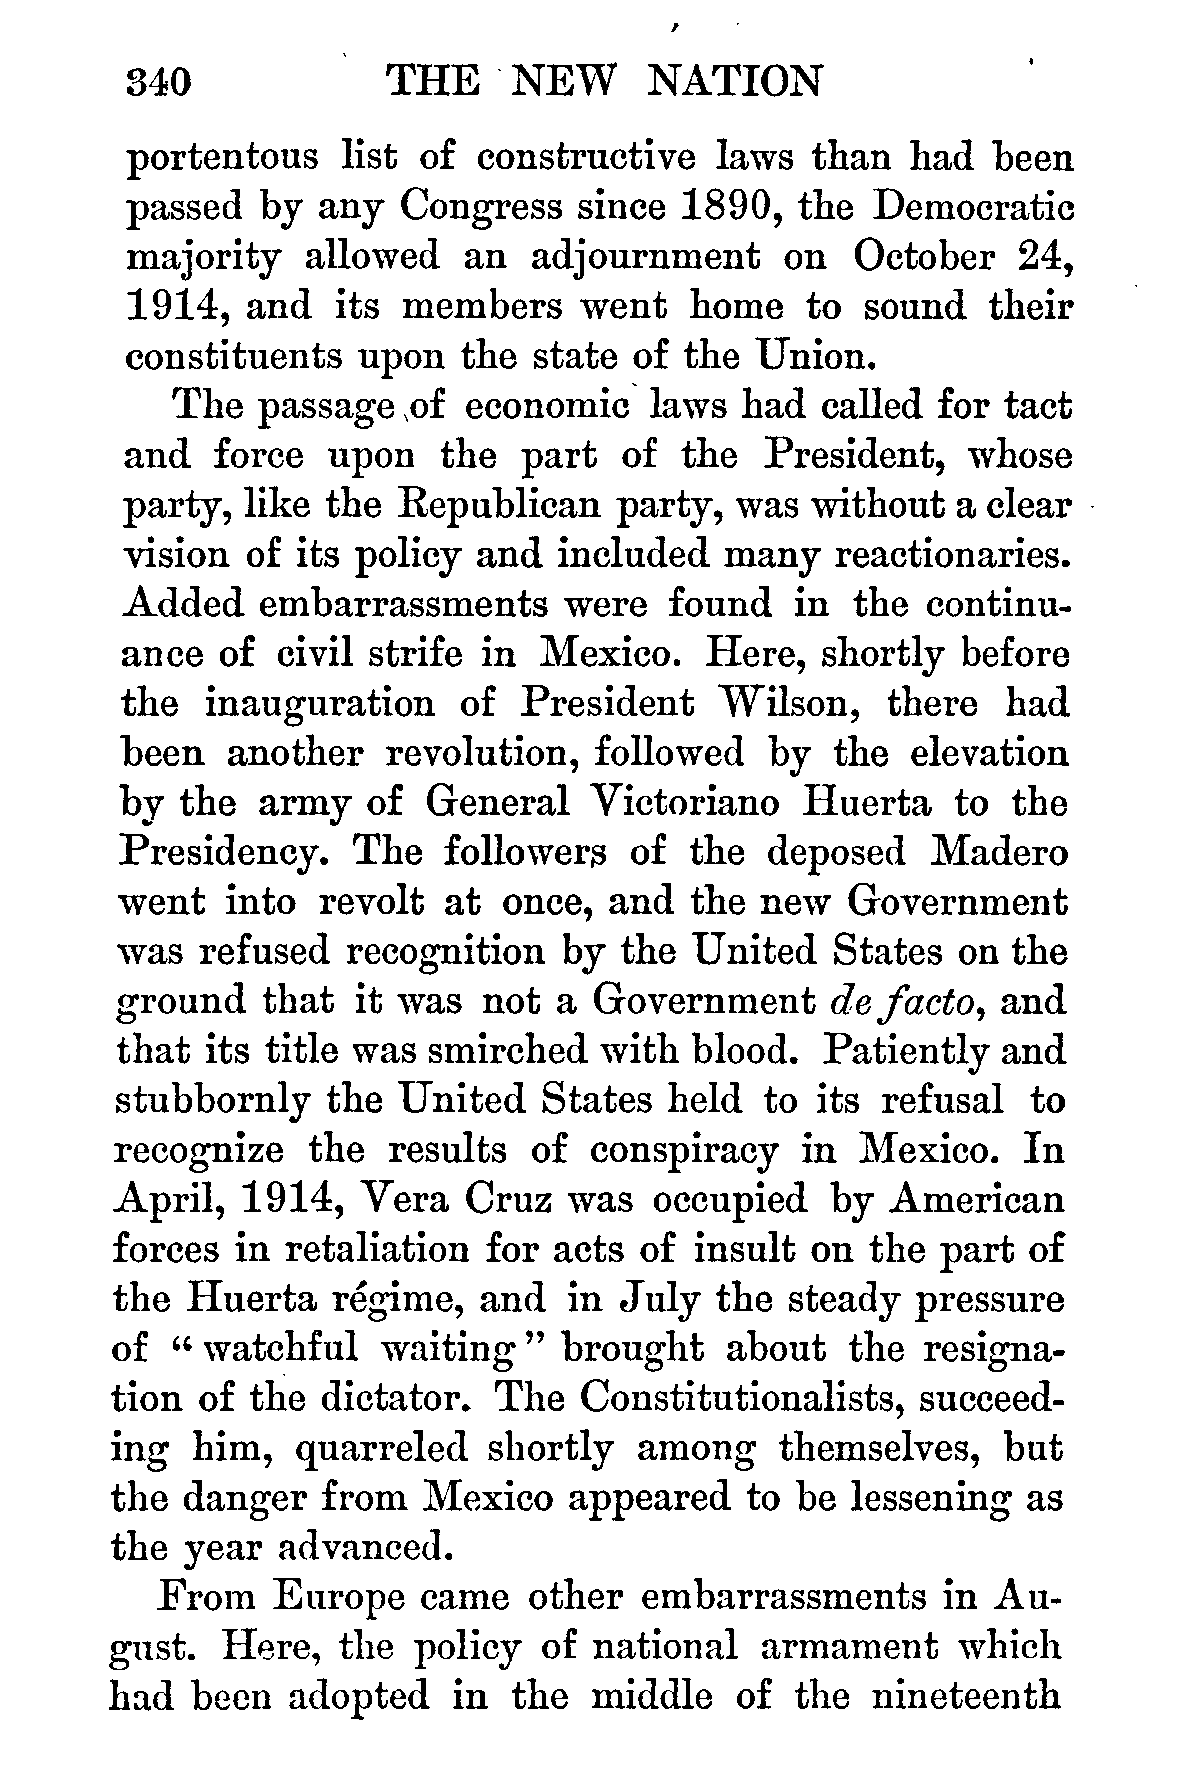 340 THE NEW NATION
portentous list of constructive laws than had been
passed by any Congress since 1890, the Democratic
majority allowed an adjournment on October 24,
1914, and its members went home to sound their
constituents upon the state of the Union.
The passage of economic laws had called for tact
and force upon the part of the President, whose
party, like the Republican party, was without a clear
vision of its policy and included many reactionaries.
Added embarrassments were found in the continu-
ance of civil strife in Mexico. Here, shortly before
the inauguration of President Wilson, there had
been another revolution, followed by the elevation
by the army of General Victoriano Huerta to the
Presidency. The followers of the deposed Madero
went into revolt at once, and the new Government
was refused recognition by the United States on the
ground that it was not a Government de facto, and
that its title was smirched with blood. Patiently and
stubbornly the United States held to its refusal to
recognize the results of conspiracy in Mexico. In
April, 1914, Vera Cruz was occupied by American
forces in retaliation for acts of insult on the part of
the Huerta régime, and in July the steady pressure
of “ watchful waiting ” brought about the resigna-
tion of the dictator. The Constitutionalists, succeed-
ing him, quarreled shortly among themselves, but
the danger from Mexico appeared to be lessening as
the year advanced.
From Europe came other embarrassments in Au-
gust. Here, the policy of national armament which
had been adopted in the middle of the nineteenth